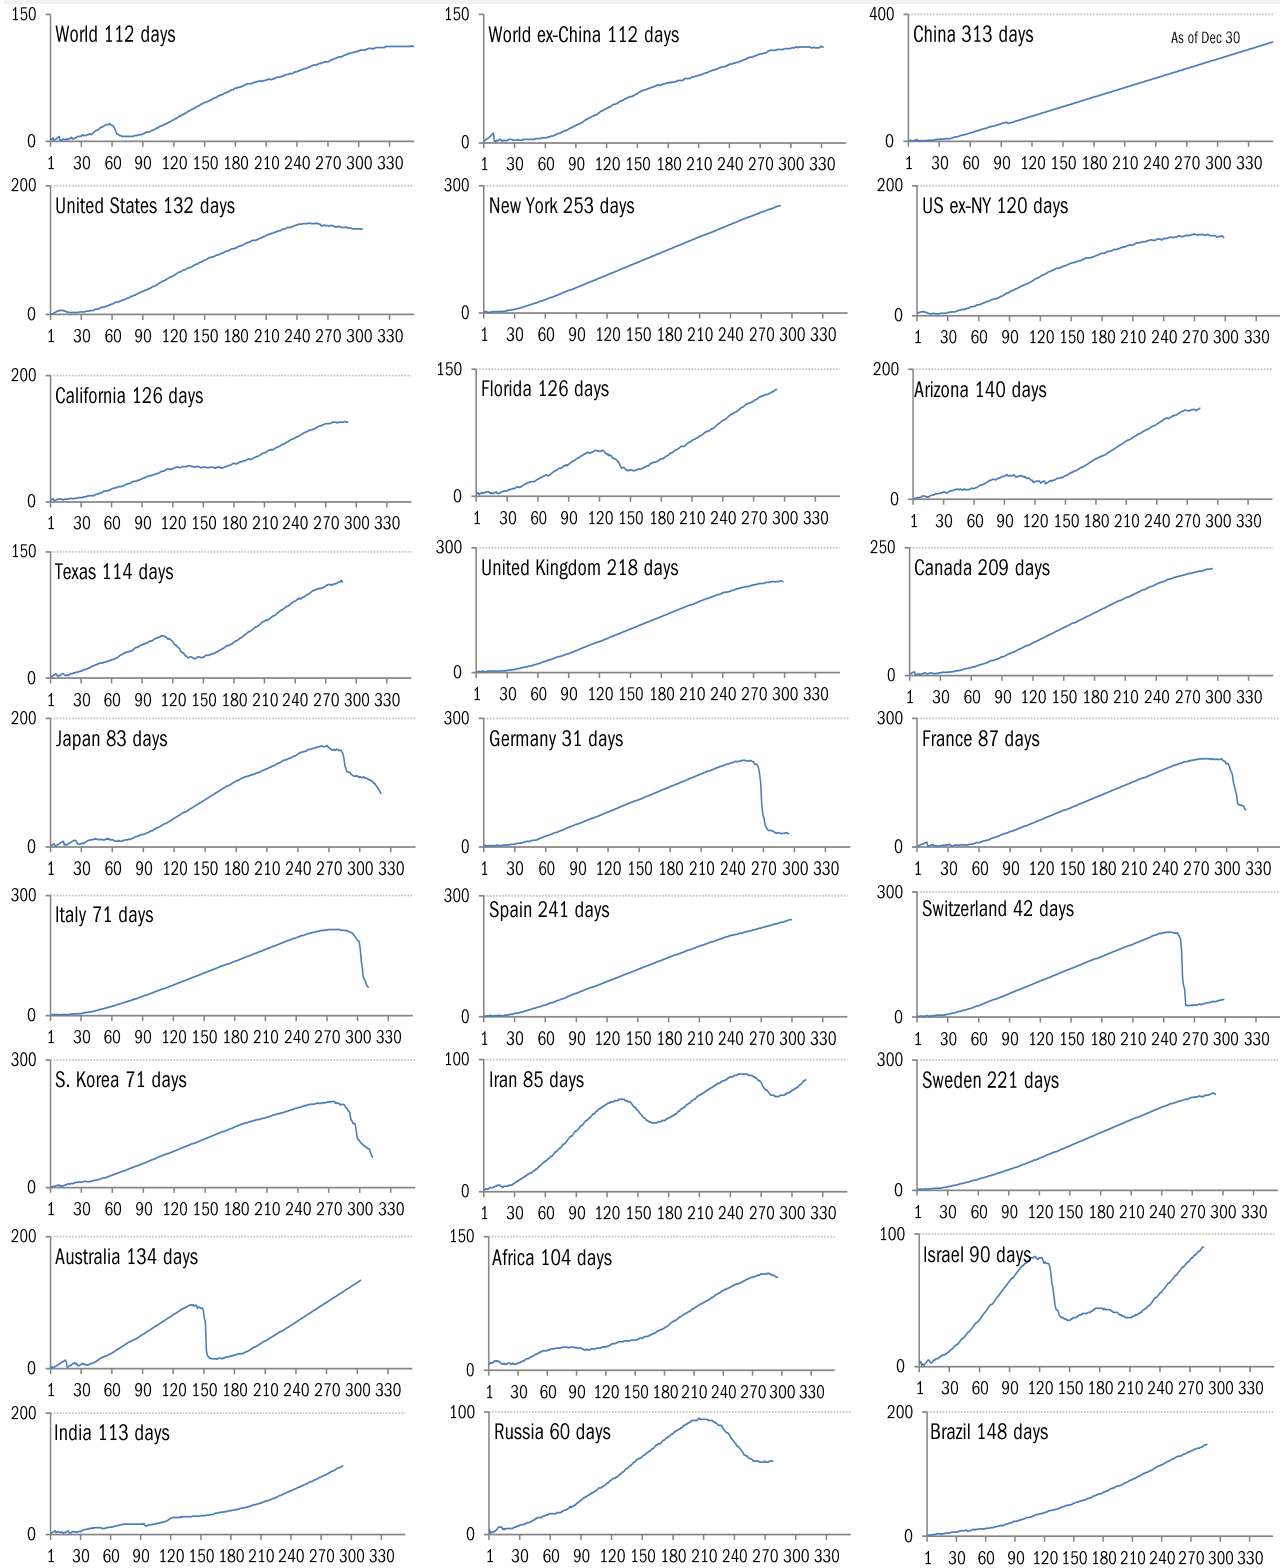 150
150
400
World 112 days
World ex-China 112 days
China 313 days
As of Dec 30
0
0
0
1 30 60 90 120 150 180 210 240 270 300 330
1 30 60 90 120 150 180 210 240 270 300 330
1 30 60 90 120 150 180 210 240 270 300 330
200
300
200
United States 132 days
New York 253 days
US ex-NY 120 days
0
0
0
1 30 60 90 120 150 180 210 240 270 300 330
1 30 60 90 120 150 180 210 240 270 300 330
1 30 60 90 120 150 180 210 240 270 300 330
200
150
200
California 126 days
Florida 126 days
Arizona 140 days
0
0
0
1 30 60 90 120 150 180 210 240 270 300 330
1 30 60 90 120 150 180 210 240 270 300 330
1 30 60 90 120 150 180 210 240 270 300 330
150
300
250
Texas 114 days
United Kingdom 218 days
Canada 209 days
0
0
0
1 30 60 90 120 150 180 210 240 270 300 330
1 30 60 90 120 150 180 210 240 270 300 330
1 30 60 90 120 150 180 210 240 270 300 330
200
300
300
Japan 83 days
Germany 31 days
France 87 days
0
0
0
1 30 60 90 120 150 180 210 240 270 300 330
1 30 60 90 120 150 180 210 240 270 300 330
1 30 60 90 120 150 180 210 240 270 300 330
300
300
300
Italy 71 days
Spain 241 days
Switzerland 42 days
0
0
0
1 30 60 90 120 150 180 210 240 270 300 330
1 30 60 90 120 150 180 210 240 270 300 330
1 30 60 90 120 150 180 210 240 270 300 330
300
100
300
S. Korea 71 days
Iran 85 days
Sweden 221 days
0
0
0
1 30 60 90 120 150 180 210 240 270 300 330
1 30 60 90 120 150 180 210 240 270 300 330
1 30 60 90 120 150 180 210 240 270 300 330
200
150
100
Australia 134 days
Africa 104 days
Israel 90 days
0
0
0
1 30 60 90 120 150 180 210 240 270 300 330
1 30 60 90 120 150 180 210 240 270 300 330
1 30 60 90 120 150 180 210 240 270 300 330
200
100
200
India 113 days
Russia 60 days
Brazil 148 days
0
0
0
1 30 60 90 120 150 180 210 240 270 300 330
1 30 60 90 120 150 180 210 240 270 300 330
1 30 60 90 120 150 180 210 240 270 300 330